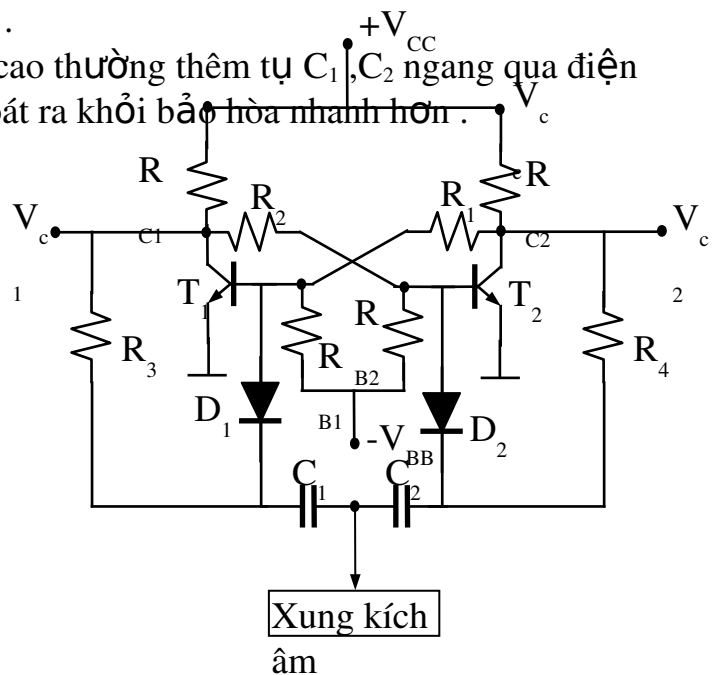 .
+V_CC
cao thường thêm tụ C₁ ,C₂ ngang qua điện
oát ra khỏi bảo hòa nhanh hơn .
V_c
c
R
R
R₂
R₁
V_c
C1
C2
V_c
1
T₁
T₂
2
R₃
R
R
R₄
B2
D₁
B1
-V_BB
D₂
C₁
C₂
Xung kích
âm